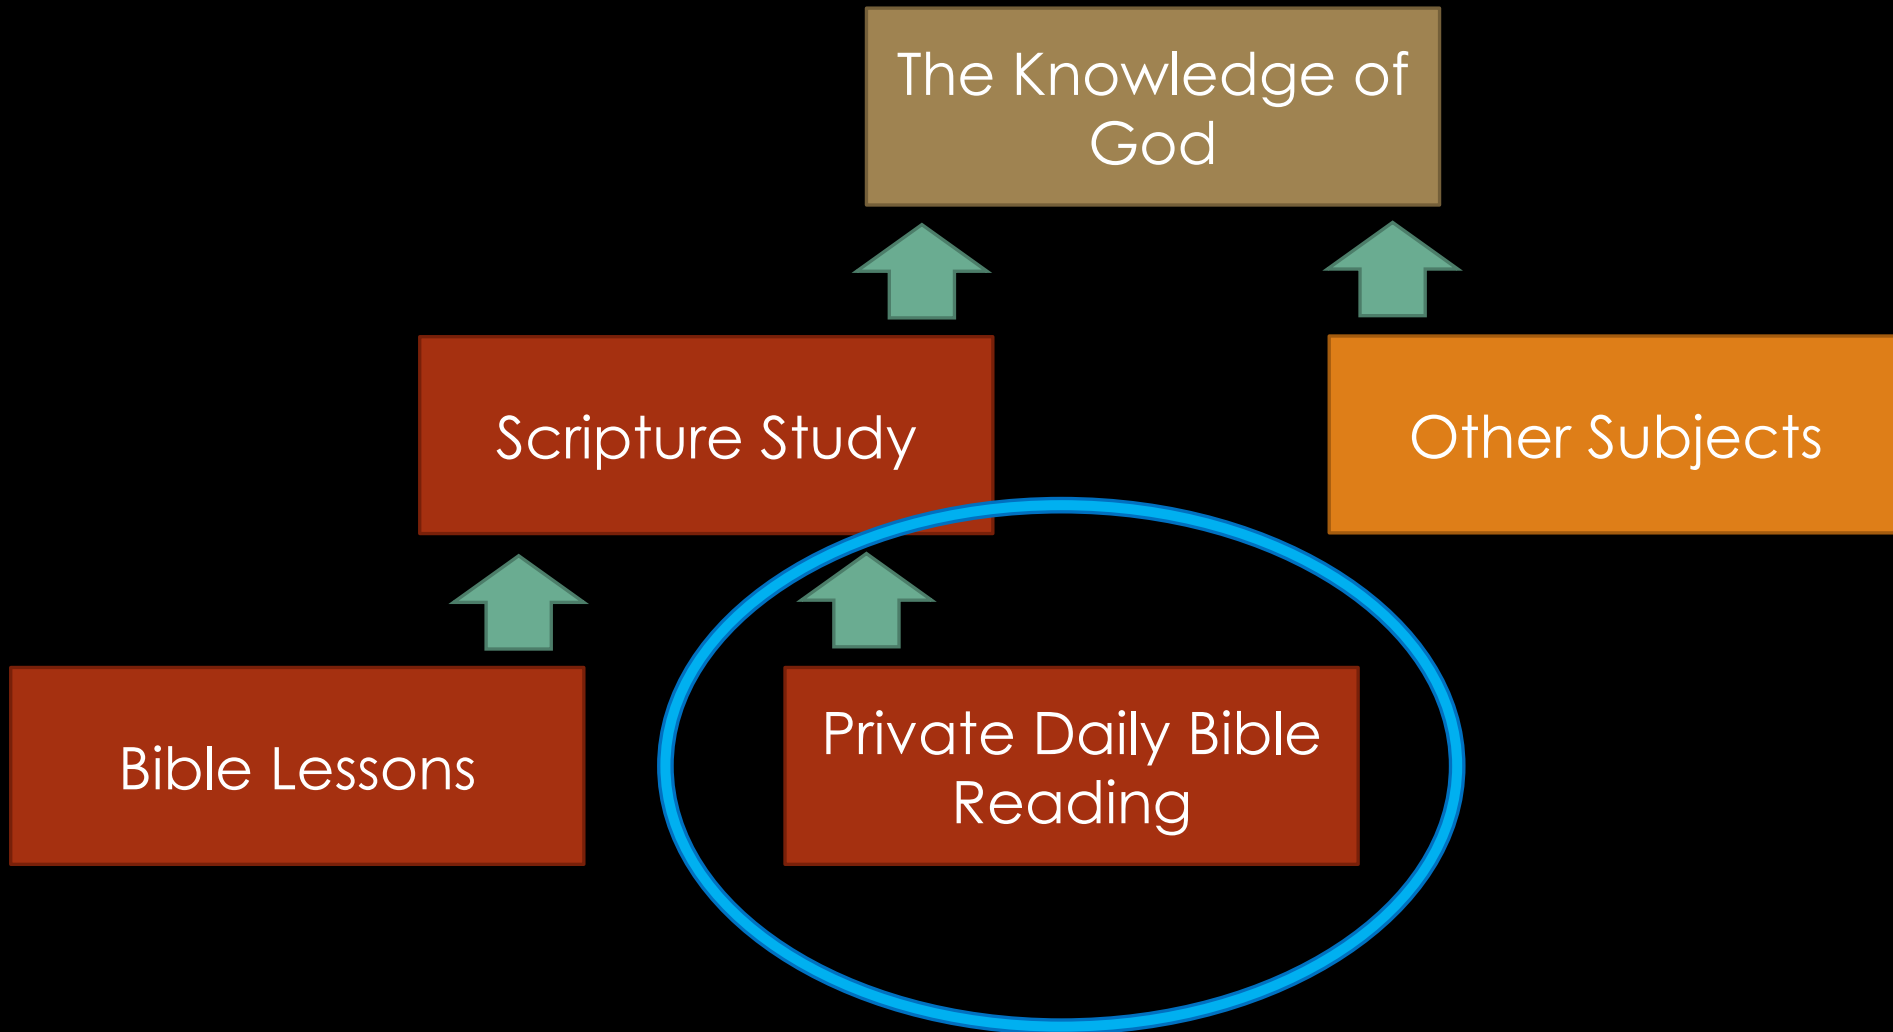 The Knowledge of
God
Scripture Study
Other Subjects
Bible Lessons
Private Daily Bible
Reading